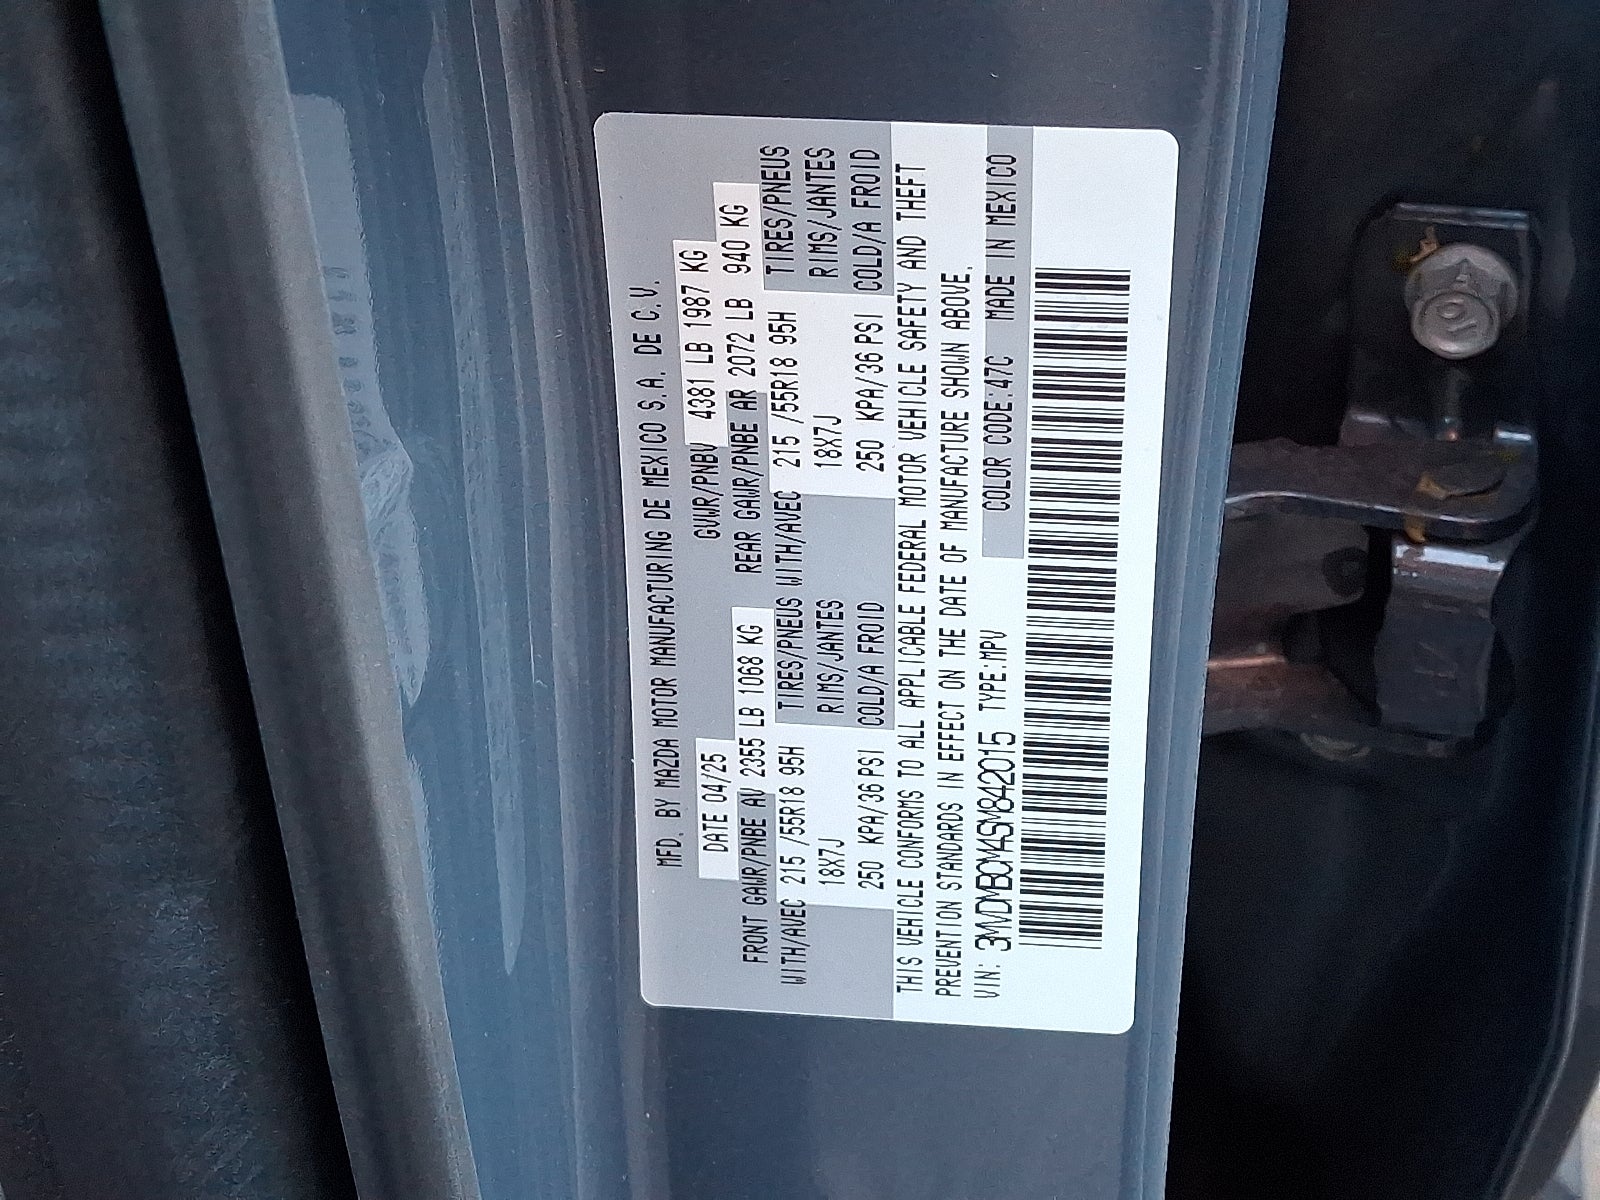 MFD. BY MAZDA MOTOR MANUFACTURING DE MEXICO S.A. DE C.V.
DATE 04/25 GVWR/PNBV 4381 LB 1987 KG
FRONT GAWR/PNBE AV 2355 LB 1068 KG REAR GAWR/PNBE AR 2072 LB 940 KG
WITH/AVEC 215 /55R18 95H TIRES/PNEUS WITH/AVEC 215 /55R18 95H TIRES/PNEUS
18X7J RIMS/JANTES 18X7J RIMS/JANTES
250 KPA/36 PSI COLD/A FROID 250 KPA/36 PSI COLD/A FROID
THIS VEHICLE CONFORMS TO ALL APPLICABLE FEDERAL MOTOR VEHICLE SAFETY AND THEFT
PREVENTION STANDARDS IN EFFECT ON THE DATE OF MANUFACTURE SHOWN ABOVE.
VIN: 3MVDMBCM4SM842015 TYPE:MPV COLOR CODE:47C MADE IN MEXICO